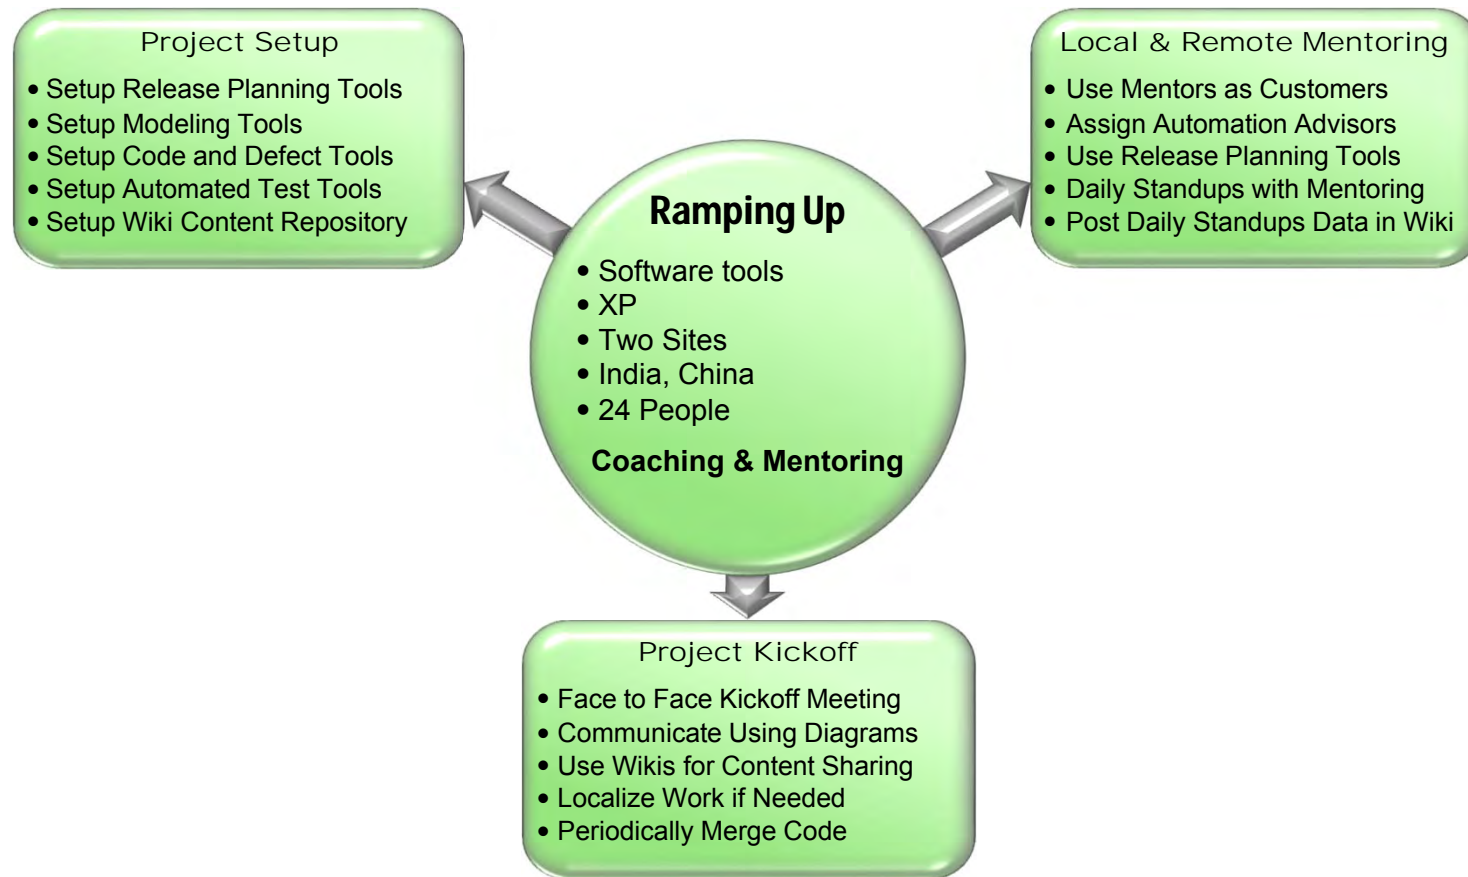 Project Setup
• Setup Release Planning Tools
• Setup Modeling Tools
• Setup Code and Defect Tools
• Setup Automated Test Tools
• Setup Wiki Content Repository
Local & Remote Mentoring
• Use Mentors as Customers
• Assign Automation Advisors
• Use Release Planning Tools
• Daily Standups with Mentoring
• Post Daily Standups Data in Wiki
Ramping Up
• Software tools
• XP
• Two Sites
• India, China
• 24 People
Coaching & Mentoring
Project Kickoff
• Face to Face Kickoff Meeting
• Communicate Using Diagrams
• Use Wikis for Content Sharing
• Localize Work if Needed
• Periodically Merge Code